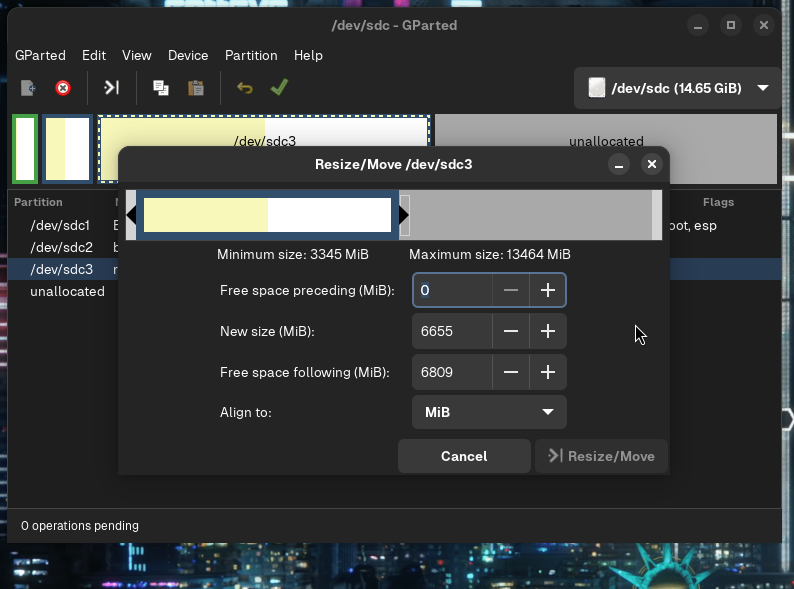 /dev/sdc - GParted
GParted Edit View Device Partition Help
/dev/sdc (14.65 GiB)
/dev/sdc3
unallocated
Resize/Move /dev/sdc3
Partition Flags
/dev/sdc1 oot, esp
/dev/sdc2
/dev/sdc3
unallocated
Minimum size: 3345 MiB Maximum size: 13464 MiB
Free space preceding (MiB): 0
New size (MiB): 6655
Free space following (MiB): 6809
Align to: MiB
Cancel Resize/Move
0 operations pending